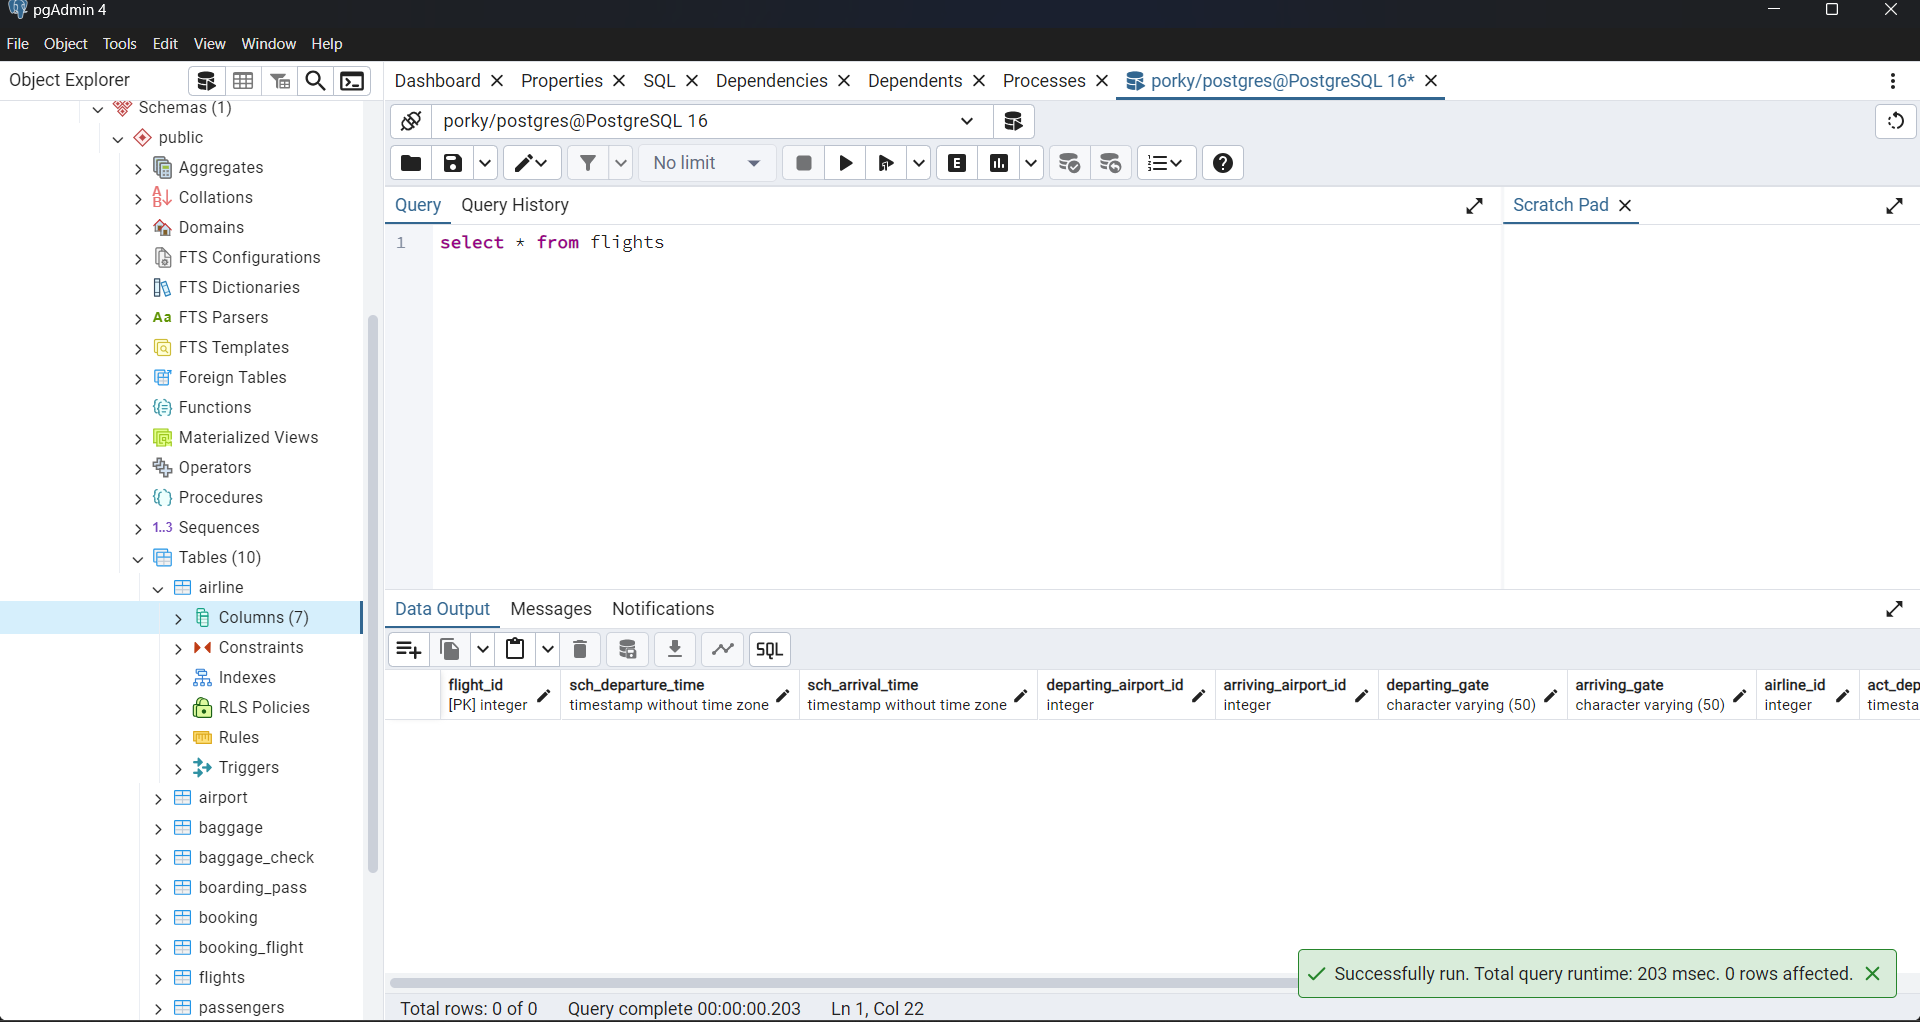 pgAdmin 4
File Object Tools Edit View Window Help
Object Explorer
Dashboard Properties SQL Dependencies Dependents Processes porky/postgres@PostgreSQL 16*
Schemas (1)
public
Aggregates
Collations
Domains
FTS Configurations
FTS Dictionaries
Aa FTS Parsers
FTS Templates
Foreign Tables
Functions
Materialized Views
Operators
Procedures
1..3 Sequences
Tables (10)
airline
Columns (7)
Constraints
Indexes
RLS Policies
Rules
Triggers
airport
baggage
baggage_check
boarding_pass
booking
booking_flight
flights
passengers
porky/postgres@PostgreSQL 16
No limit
E
Query Query History
Scratch Pad
1 select * from flights
Data Output Messages Notifications
SQL
flight_id sch_departure_time sch_arrival_time departing_airport_id arriving_airport_id departing_gate arriving_gate airline_id act_dep
[PK] integer timestamp without time zone timestamp without time zone integer integer character varying (50) character varying (50) integer timesta
Successfully run. Total query runtime: 203 msec. 0 rows affected.
Total rows: 0 of 0 Query complete 00:00:00.203 Ln 1, Col 22